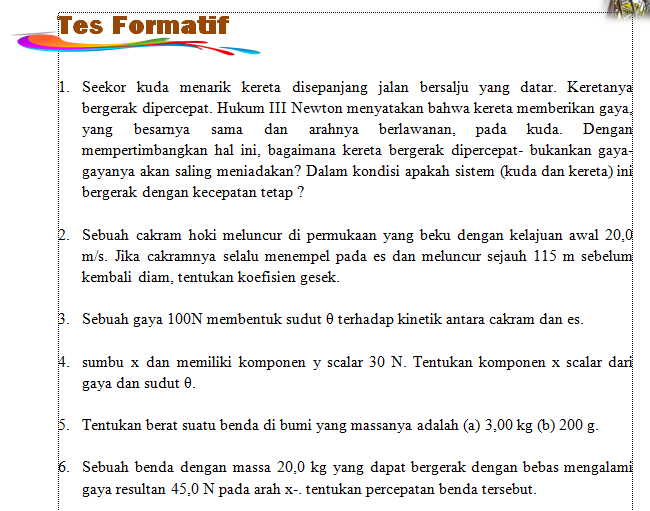 Tes Formatif
1. Seekor kuda menarik kereta disepanjang jalan bersalju yang datar. Keretanya
bergerak dipercepat. Hukum III Newton menyatakan bahwa kereta memberikan gaya,
yang besarnya sama dan arahnya berlawanan, pada kuda. Dengan
mempertimbangkan hal ini, bagaimana kereta bergerak dipercepat- bukankan gaya-
gayanya akan saling meniadakan? Dalam kondisi apakah sistem (kuda dan kereta) ini
bergerak dengan kecepatan tetap ?
2. Sebuah cakram hoki meluncur di permukaan yang beku dengan kelajuan awal 20,0
m/s. Jika cakramnya selalu menempel pada es dan meluncur sejauh 115 m sebelum
kembali diam, tentukan koefisien gesek.
3. Sebuah gaya 100N membentuk sudut θ terhadap kinetik antara cakram dan es.
4. sumbu x dan memiliki komponen y scalar 30 N. Tentukan komponen x scalar dari
gaya dan sudut θ.
5. Tentukan berat suatu benda di bumi yang massanya adalah (a) 3,00 kg (b) 200 g.
6. Sebuah benda dengan massa 20,0 kg yang dapat bergerak dengan bebas mengalami
gaya resultan 45,0 N pada arah x-. tentukan percepatan benda tersebut.